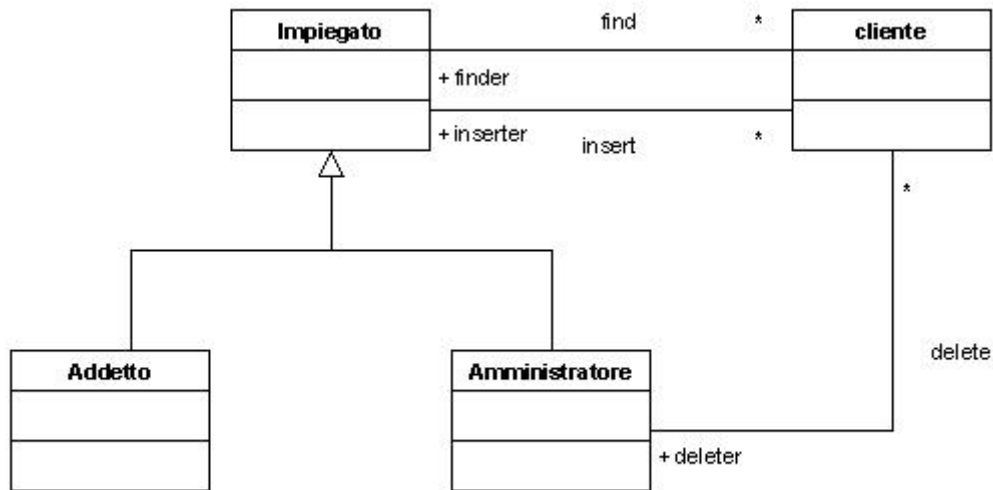 Impiegato
find
*
cliente
+ finder
+ inserter
insert
*
*
Addetto
Amministratore
delete
+ deleter